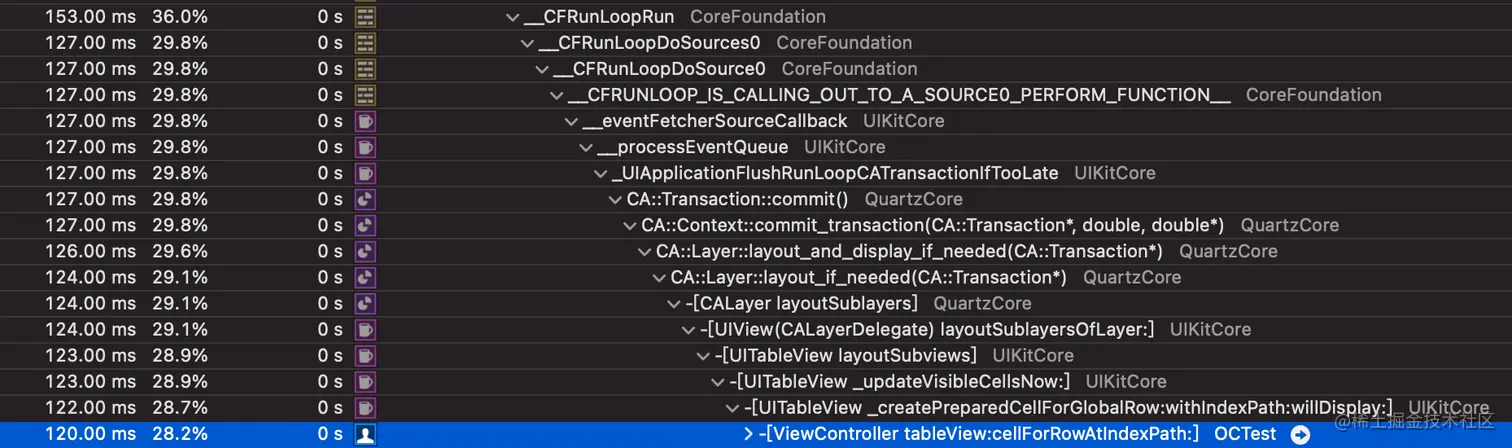 153.00 ms 36.0% 0 s __CFRunLoopRun CoreFoundation
127.00 ms 29.8% 0 s __CFRunLoopDoSources0 CoreFoundation
127.00 ms 29.8% 0 s __CFRunLoopDoSource0 CoreFoundation
127.00 ms 29.8% 0 s __CFRUNLOOP_IS_CALLING_OUT_TO_A_SOURCE0_PERFORM_FUNCTION__ CoreFoundation
127.00 ms 29.8% 0 s __eventFetcherSourceCallback UIKitCore
127.00 ms 29.8% 0 s __processEventQueue UIKitCore
127.00 ms 29.8% 0 s _UIApplicationFlushRunLoopCATransactionIfTooLate UIKitCore
127.00 ms 29.8% 0 s CA::Transaction::commit() QuartzCore
127.00 ms 29.8% 0 s CA::Context::commit_transaction(CA::Transaction*, double, double*) QuartzCore
126.00 ms 29.6% 0 s CA::Layer::layout_and_display_if_needed(CA::Transaction*) QuartzCore
124.00 ms 29.1% 0 s CA::Layer::layout_if_needed(CA::Transaction*) QuartzCore
124.00 ms 29.1% 0 s -[CALayer layoutSublayers] QuartzCore
124.00 ms 29.1% 0 s -[UIView(CALayerDelegate) layoutSublayersOfLayer:] UIKitCore
123.00 ms 28.9% 0 s -[UITableView layoutSubviews] UIKitCore
123.00 ms 28.9% 0 s -[UITableView _updateVisibleCellsNow:] UIKitCore
122.00 ms 28.7% 0 s -[UITableView _createPreparedCellForGlobalRow:withIndexPath:willDisplay:] UIKitCore
120.00 ms 28.2% 0 s -[ViewController tableView:cellForRowAtIndexPath:] OCTest
@稀土掘金技术社区